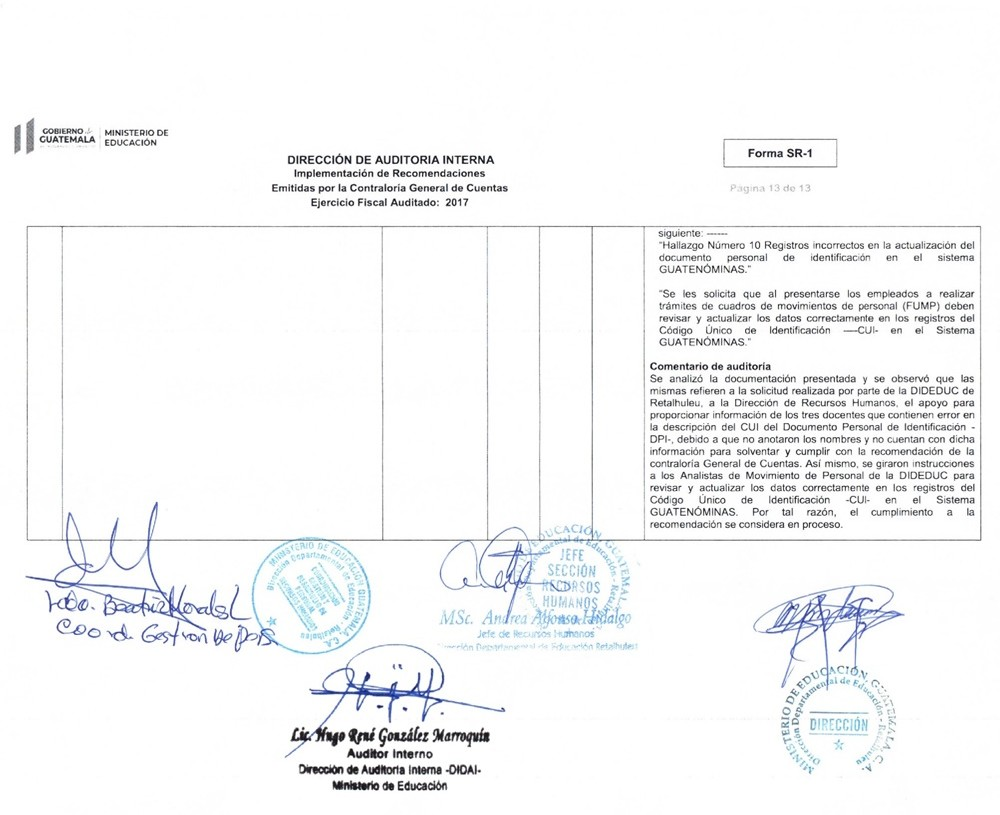 GOBIERNO de
GUATEMALA
MINISTERIO DE
EDUCACIÓN
DIRECCIÓN DE AUDITORIA INTERNA
Implementación de Recomendaciones
Emitidas por la Contraloría General de Cuentas
Ejercicio Fiscal Auditado: 2017
Forma SR-1
Página 13 de 13
siguiente: ------
“Hallazgo Número 10 Registros incorrectos en la actualización del
documento personal de identificación en el sistema
GUATENÓMINAS.”
“Se les solicita que al presentarse los empleados a realizar
trámites de cuadros de movimientos de personal (FUMP) deben
revisar y actualizar los datos correctamente en los registros del
Código Único de Identificación -–-CUI- en el Sistema
GUATENÓMINAS.”
Comentario de auditoría
Se analizó la documentación presentada y se observó que las
mismas refieren a la solicitud realizada por parte de la DIDEDUC de
Retalhuleu, a la Dirección de Recursos Humanos, el apoyo para
proporcionar información de los tres docentes que contienen error en
la descripción del CUI del Documento Personal de Identificación -
DPI-, debido a que no anotaron los nombres y no cuentan con dicha
información para solventar y cumplir con la recomendación de la
contraloría General de Cuentas. Así mismo, se giraron instrucciones
a los Analistas de Movimiento de Personal de la DIDEDUC para
revisar y actualizar los datos correctamente en los registros del
Código Único de Identificación -CUI- en el Sistema
GUATENÓMINAS. Por tal razón, el cumplimiento a la
recomendación se considera en proceso.
Beatriz Morales
Coord. Gestión
MINISTERIO DE EDUCACIÓN, GUATEMALA, C.A.
Dirección Departamental de Educación
Retalhuleu
EDUCACIÓN, GUATEMALA
Departamental de Educación
JEFE
SECCIÓN
RECURSOS
HUMANOS
MSc. Andrea Alfonso Hidalgo
Jefe de Recursos Humanos
Dirección Departamental de Educación Retalhuleu
Lic. Hugo René González Marroquín
Auditor Interno
Dirección de Auditoría Interna -DIDAI-
Ministerio de Educación
MINISTERIO DE EDUCACIÓN, GUATEMALA, C.A.
Dirección Departamental de Educación - Retalhuleu
DIRECCIÓN